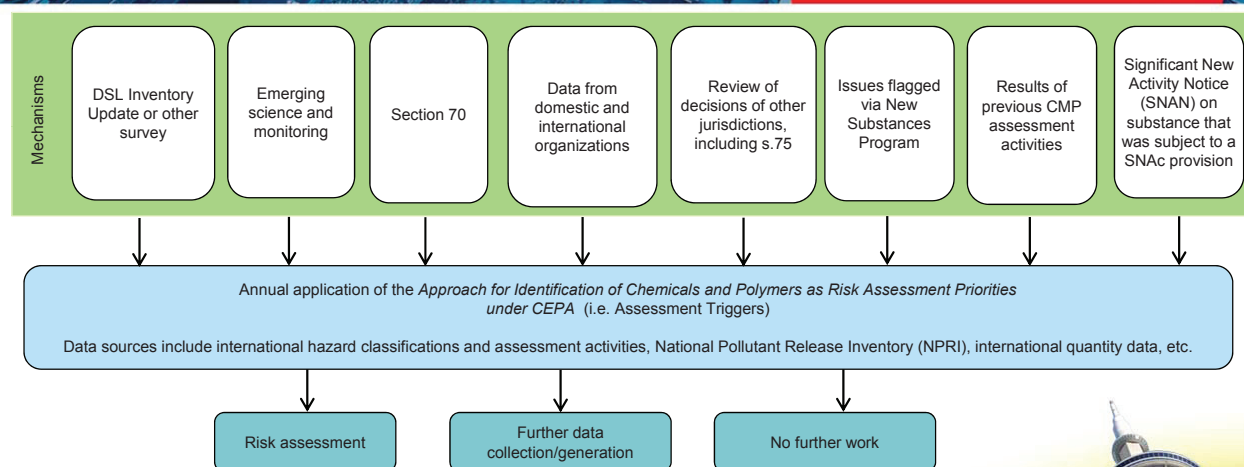 Mechanisms
DSL Inventory
Update or other
survey
Emerging
science and
monitoring
Section 70
Data from
domestic and
international
organizations
Review of
decisions of other
jurisdictions,
including s.75
Issues flagged
via New
Substances
Program
Results of
previous CMP
assessment
activities
Significant New
Activity Notice
(SNAN) on
substance that
was subject to a
SNAc provision
Annual application of the Approach for Identification of Chemicals and Polymers as Risk Assessment Priorities
under CEPA (i.e. Assessment Triggers)
Data sources include international hazard classifications and assessment activities, National Pollutant Release Inventory (NPRI), international quantity data, etc.
Risk assessment
Further data
collection/generation
No further work